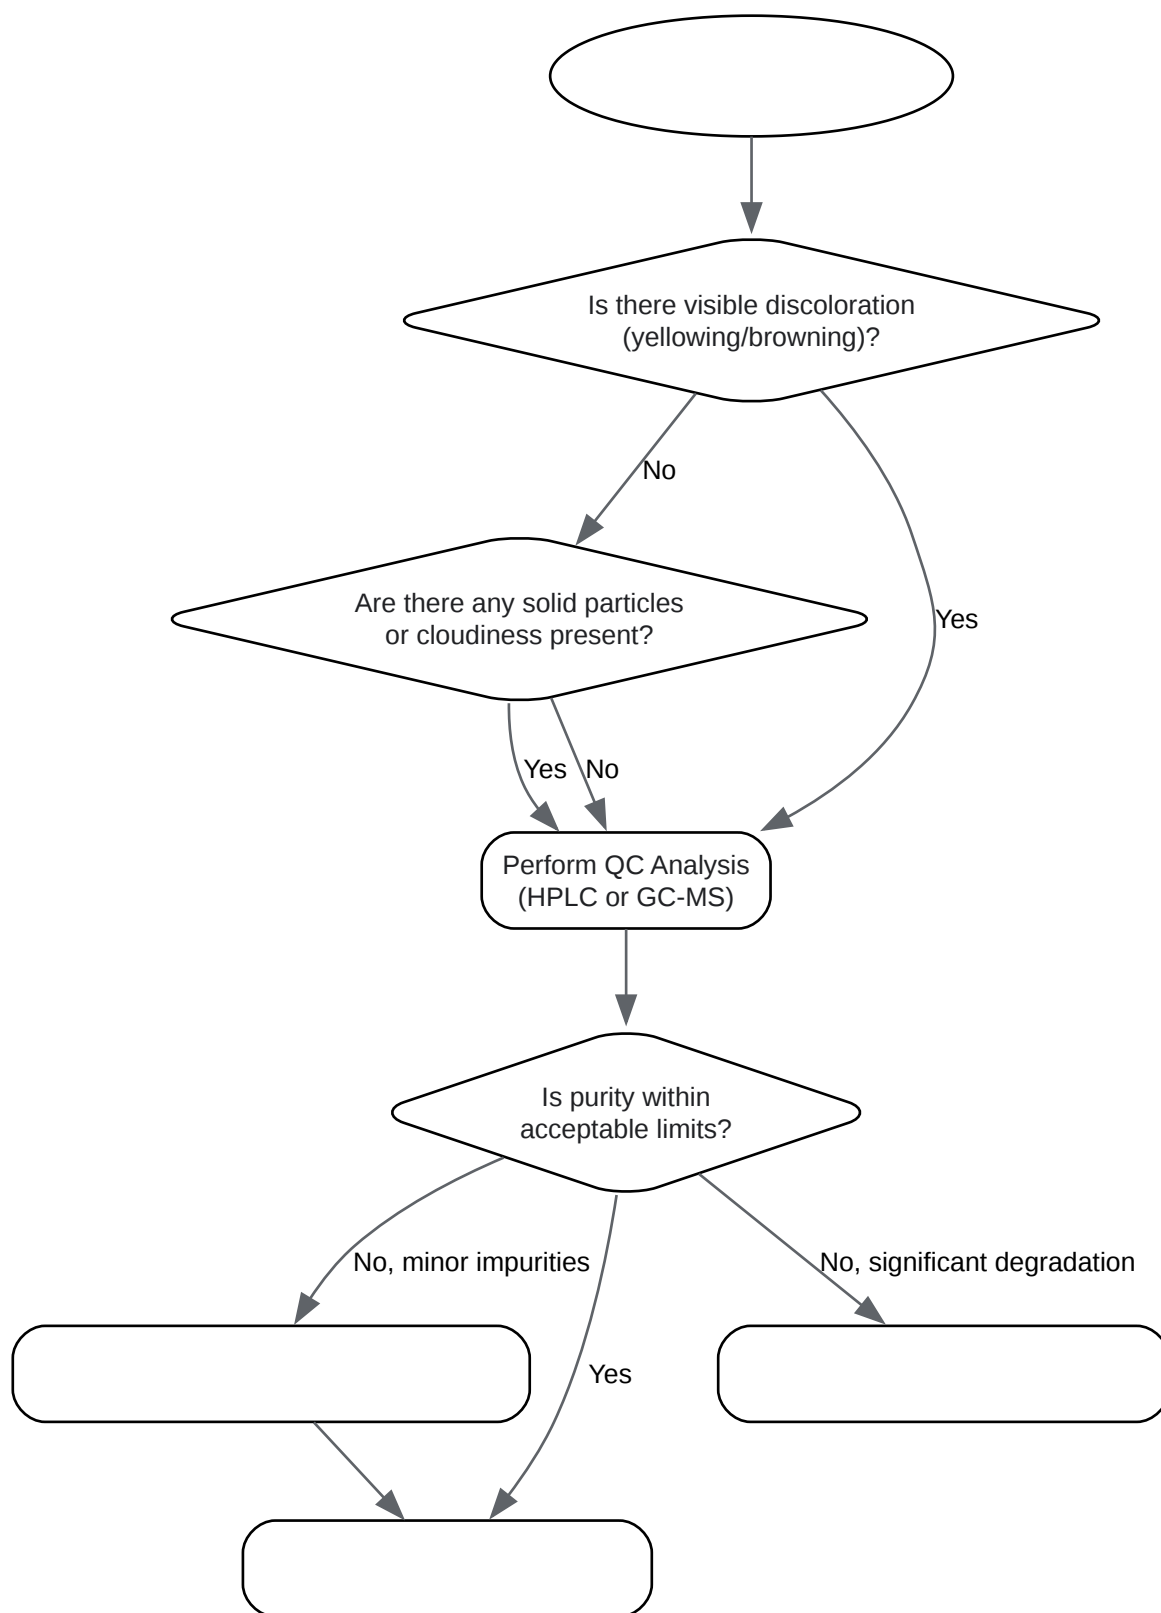 Is there visible discoloration
(yellowing/browning)?
No
Are there any solid particles
or cloudiness present?
Yes
Yes
No
Perform QC Analysis
(HPLC or GC-MS)
Is purity within
acceptable limits?
No, minor impurities
No, significant degradation
Yes